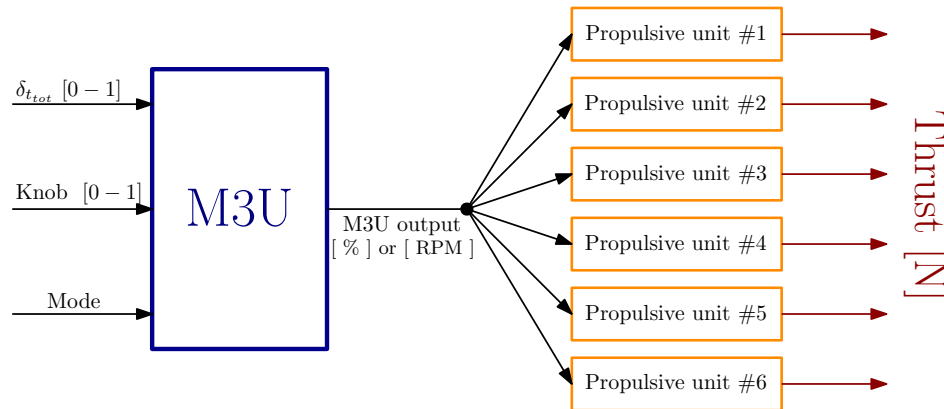 δ_{t_{tot}} [0 − 1]
Knob [0 − 1]
Mode
M3U
M3U output
[ % ] or [ RPM ]
Propulsive unit #1
Propulsive unit #2
Propulsive unit #3
Propulsive unit #4
Propulsive unit #5
Propulsive unit #6
Thrust [N]